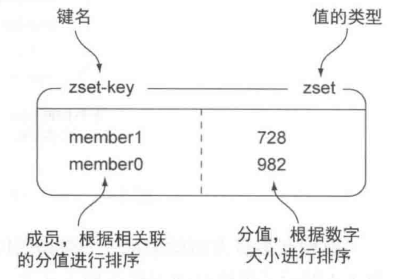 键名 值的类型
zset-key zset
member1 728
member0 982
成员，根据相关联 分值，根据数字
的分值进行排序 大小进行排序